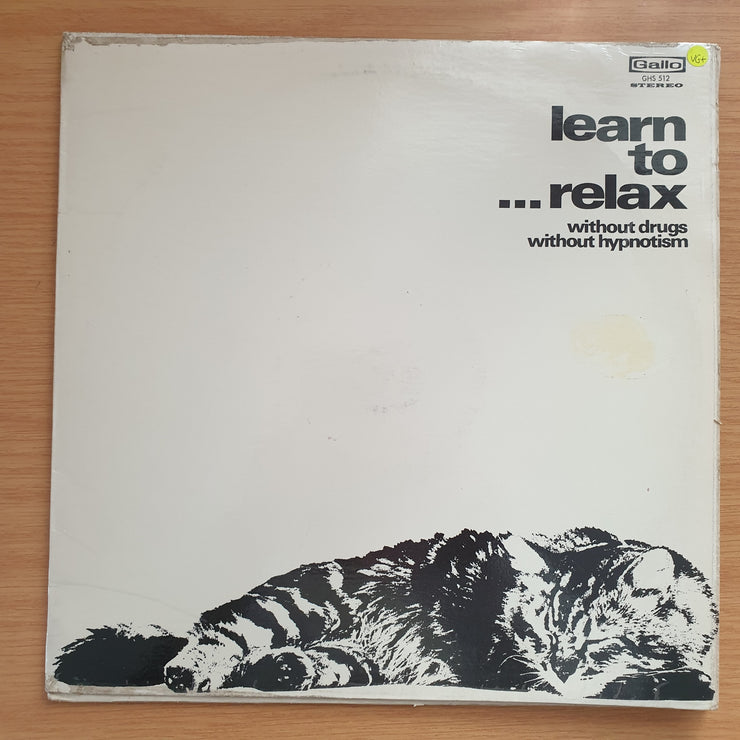 Gallo
GHS 512
STEREO
VG+
learn
to
...relax
without drugs
without hypnotism